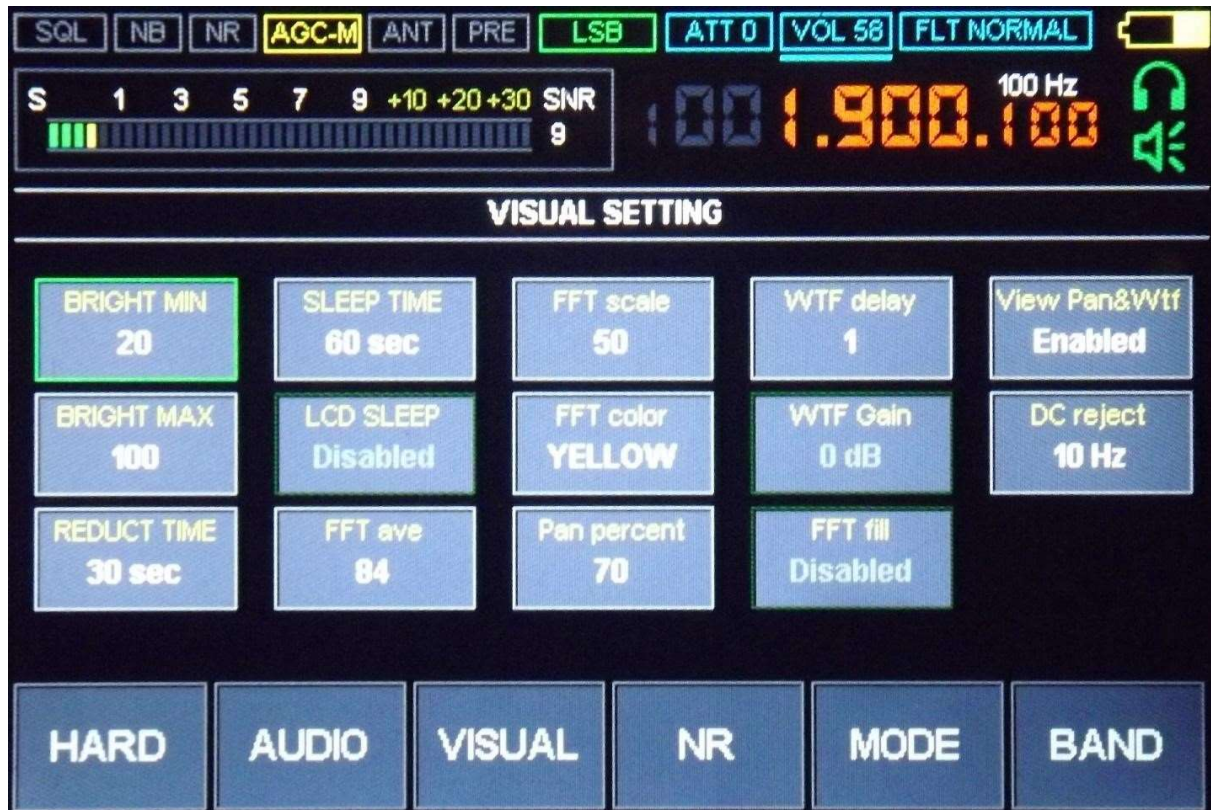 SQL NB NR AGC-M ANT PRE LSB ATT 0 VOL 58 FLT NORMAL
S 1 3 5 7 9 +10 +20 +30 SNR
9
100 Hz
1.900.100
VISUAL SETTING
BRIGHT MIN SLEEP TIME FFT scale WTF delay View Pan&Wtf
20 60 sec 50 1 Enabled
BRIGHT MAX LCD SLEEP FFT color WTF Gain DC reject
100 Disabled YELLOW 0 dB 10 Hz
REDUCT TIME FFT ave Pan percent FFT fill
30 sec 84 70 Disabled
HARD AUDIO VISUAL NR MODE BAND